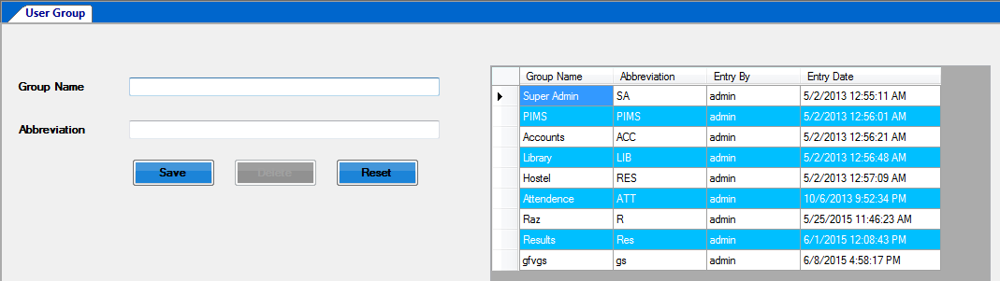 User Group
Group Name
Abbreviation
Save Delete Reset
Group Name Abbreviation Entry By Entry Date
Super Admin SA admin 5/2/2013 12:55:11 AM
PIMS PIMS admin 5/2/2013 12:56:01 AM
Accounts ACC admin 5/2/2013 12:56:21 AM
Library LIB admin 5/2/2013 12:56:48 AM
Hostel RES admin 5/2/2013 12:57:09 AM
Attendence ATT admin 10/6/2013 9:52:34 PM
Raz R admin 5/25/2015 11:46:23 AM
Results Res admin 6/1/2015 12:08:43 PM
gfvgs gs admin 6/8/2015 4:58:17 PM